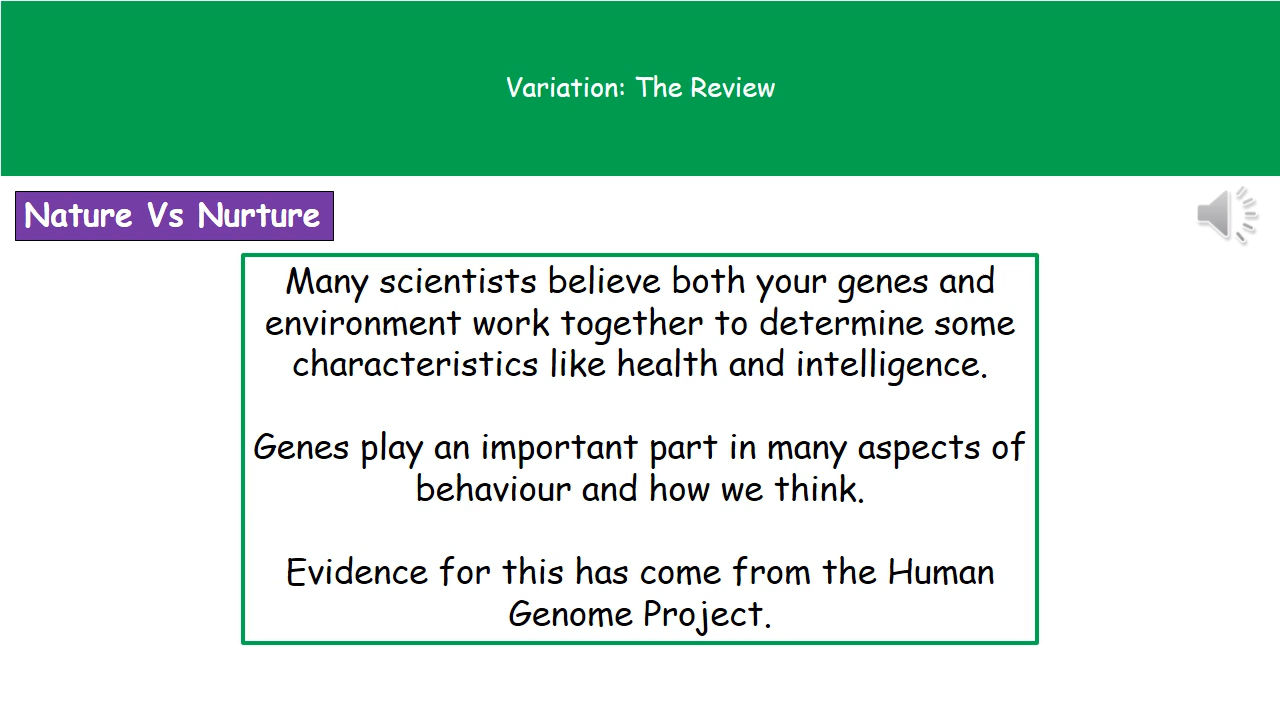 Variation: The Review
Nature Vs Nurture
Many scientists believe both your genes and
environment work together to determine some
characteristics like health and intelligence.
Genes play an important part in many aspects of
behaviour and how we think.
Evidence for this has come from the Human
Genome Project.